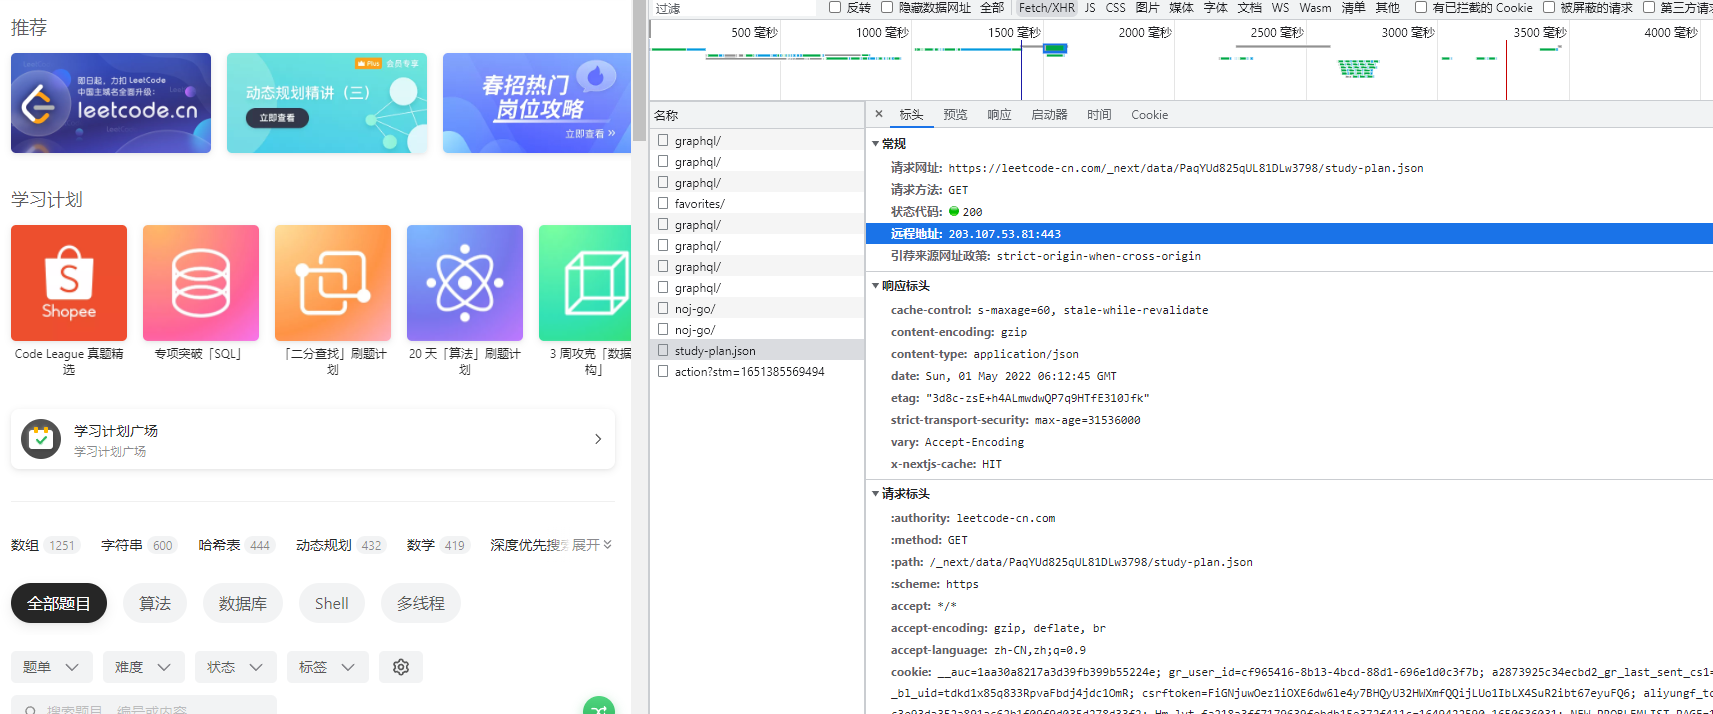 推荐
即日起，力扣 LeetCode
中国主域名全面升级：
leetcode.cn
Plus 会员专享
动态规划精讲（三）
立即查看
春招热门
岗位攻略
立即查看 »
学习计划
Shopee
Code League 真题精
选
专项突破「SQL」
「二分查找」刷题计
划
20 天「算法」刷题计
划
3 周攻克「数据
构」
学习计划广场
学习计划广场
数组 1251 字符串 600 哈希表 444 动态规划 432 数学 419 深度优先搜 展开
全部题目 算法 数据库 Shell 多线程
题单 难度 状态 标签
搜索题目、编号或内容
过滤 反转 隐藏数据网址 全部 Fetch/XHR JS CSS 图片 媒体 字体 文档 WS Wasm 清单 其他 有已拦截的 Cookie 被屏蔽的请求 第三方请
500 毫秒 1000 毫秒 1500 毫秒 2000 毫秒 2500 毫秒 3000 毫秒 3500 毫秒 4000 毫秒
名称
graphql/
graphql/
graphql/
favorites/
graphql/
graphql/
graphql/
graphql/
noj-go/
noj-go/
study-plan.json
action?stm=1651385569494
× 标头 预览 响应 启动器 时间 Cookie
常规
请求网址: https://leetcode-cn.com/_next/data/PaqYUd825qUL81DLw3798/study-plan.json
请求方法: GET
状态代码: 200
远程地址: 203.107.53.81:443
引荐来源网址政策: strict-origin-when-cross-origin
响应标头
cache-control: s-maxage=60, stale-while-revalidate
content-encoding: gzip
content-type: application/json
date: Sun, 01 May 2022 06:12:45 GMT
etag: "3d8c-zsE+h4ALmwdwQP7q9HTfE310Jfk"
strict-transport-security: max-age=31536000
vary: Accept-Encoding
x-nextjs-cache: HIT
请求标头
:authority: leetcode-cn.com
:method: GET
:path: /_next/data/PaqYUd825qUL81DLw3798/study-plan.json
:scheme: https
accept: */*
accept-encoding: gzip, deflate, br
accept-language: zh-CN,zh;q=0.9
cookie: __auc=1aa30a8217a3d39fb399b55224e; gr_user_id=cf965416-8b13-4bcd-88d1-696e1d0c3f7b; a2873925c34ecbd2_gr_last_sent_cs1=
_bl_uid=tdkd1x85q833RpvaFbdj4jdc1OmR; csrftoken=FiGNjuwOez1iOXE6dw6le4y7BHQyU32HWXmfQQijLUo1IbLX4SuR2ibt67eyufQ6; aliyungf_tc